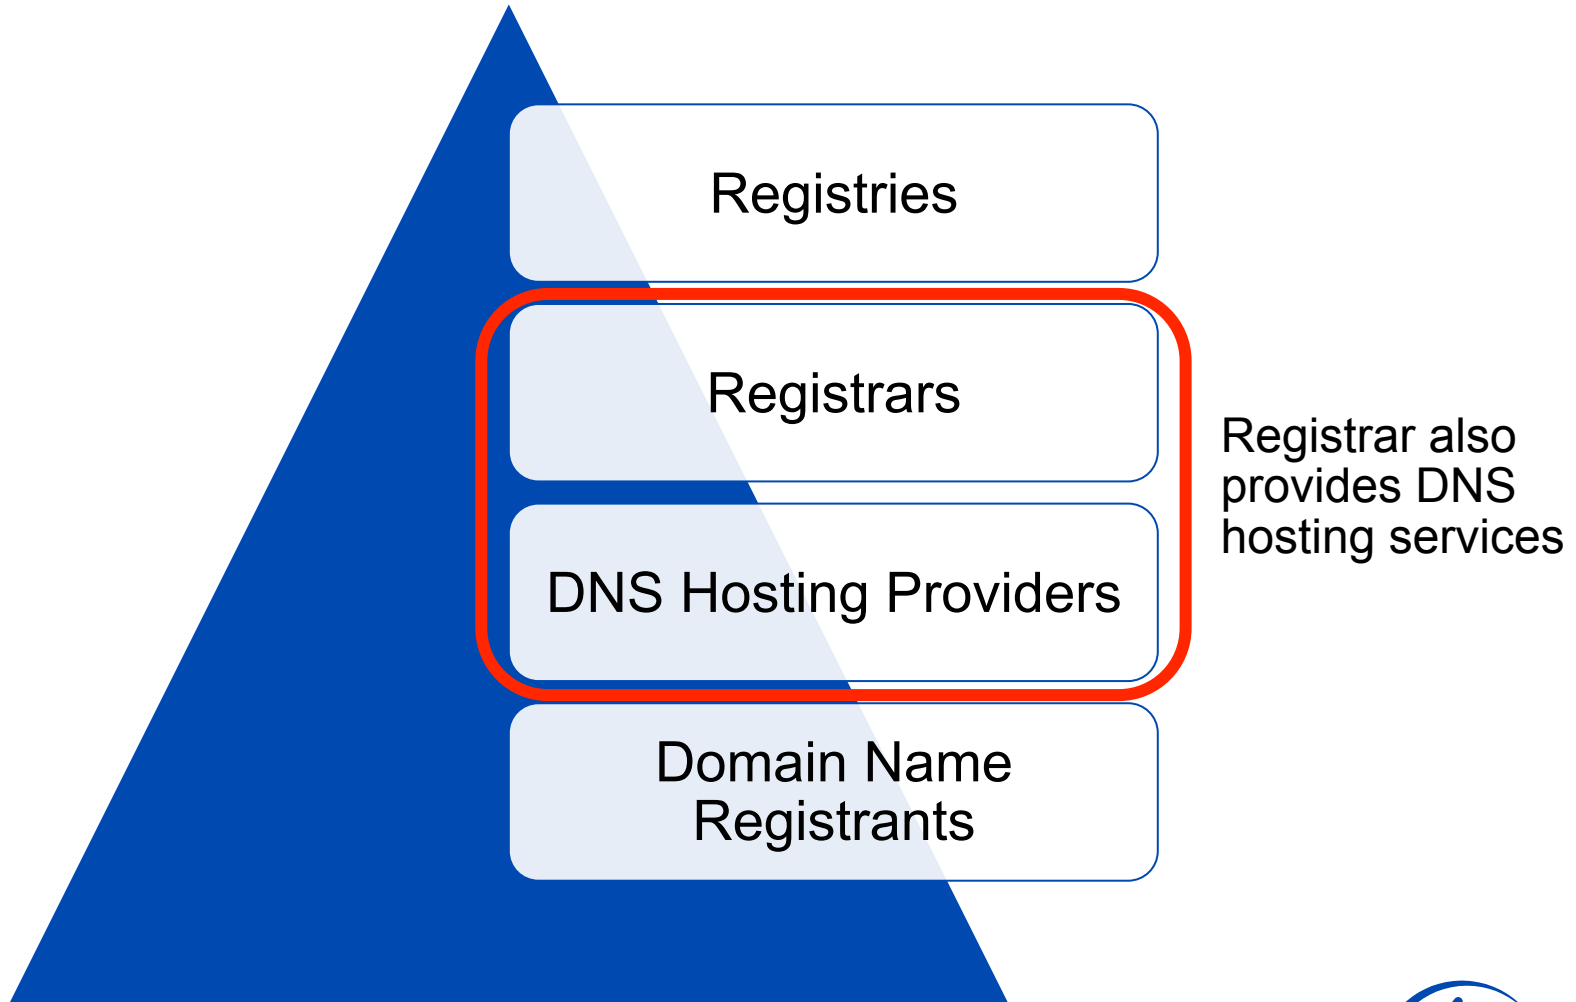 Registries
Registrars
Registrar also
provides DNS
hosting services
DNS Hosting Providers
Domain Name
Registrants